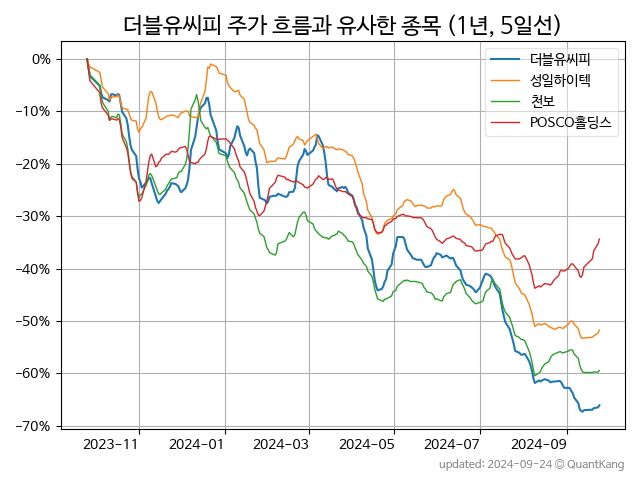 더블유씨피 주가 흐름과 유사한 종목 (1년, 5일선)
더블유씨피
성일하이텍
천보
POSCO홀딩스
0%
-10%
-20%
-30%
-40%
-50%
-60%
-70%
2023-11
2024-01
2024-03
2024-05
2024-07
2024-09
updated: 2024-09-24 © QuantKang